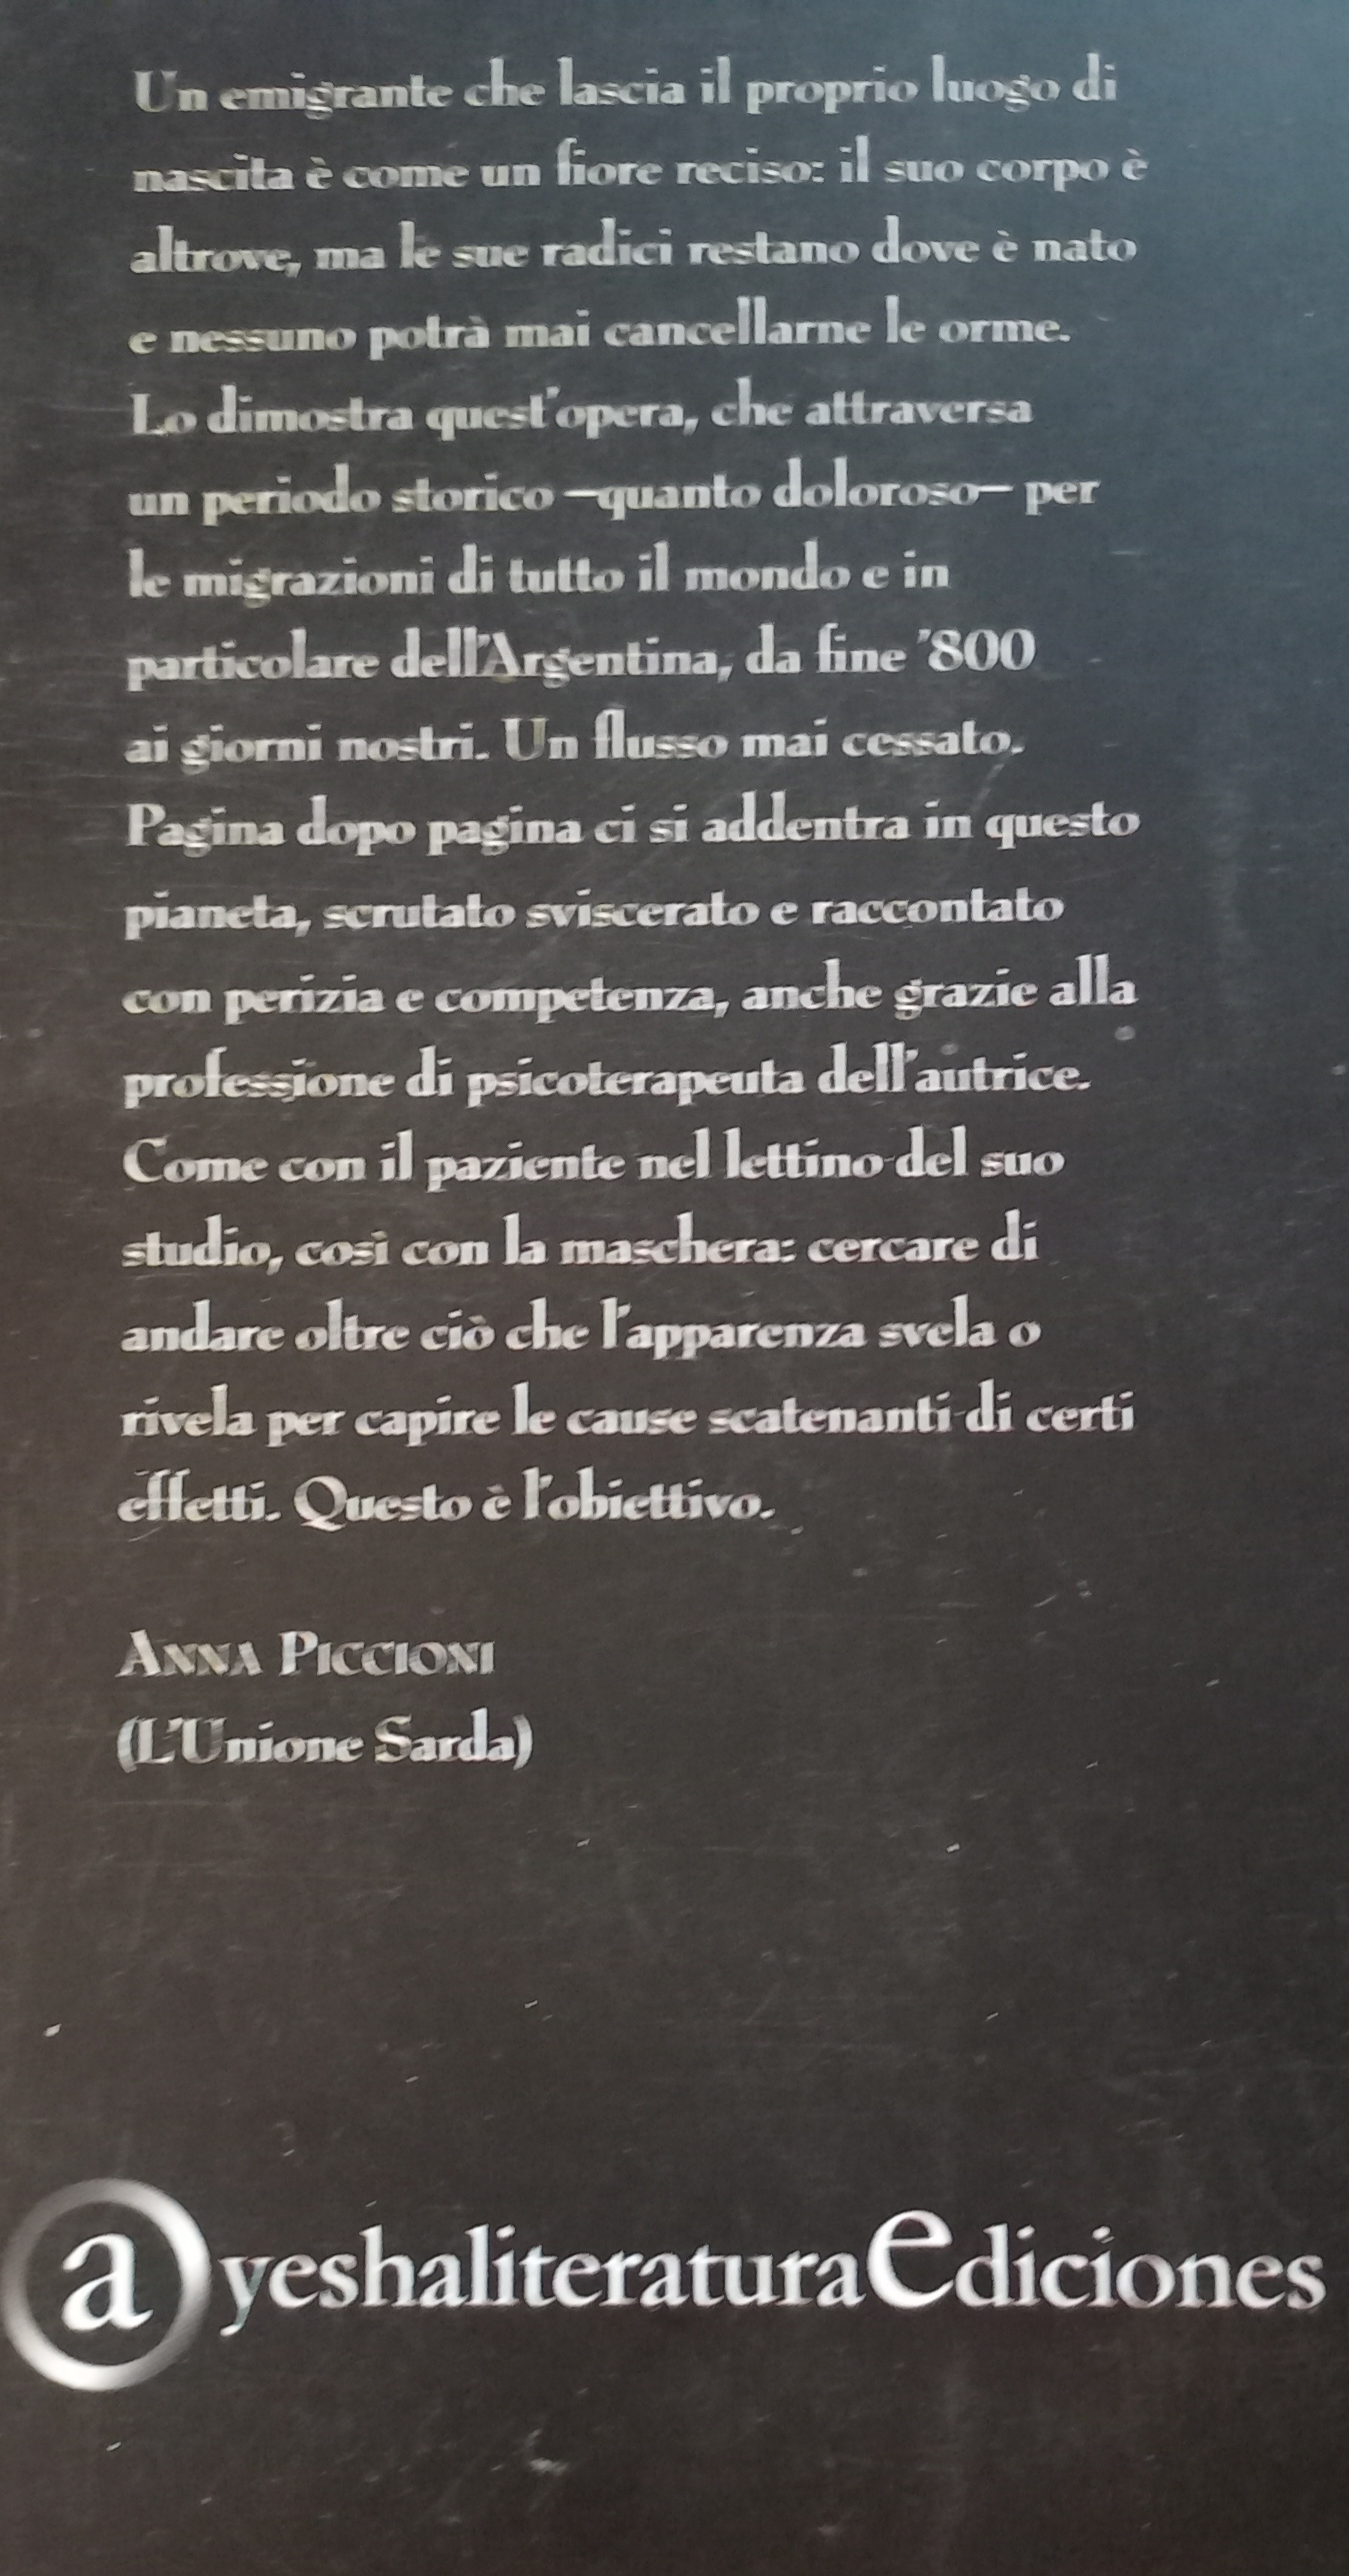 Un emigrante che lascia il proprio luogo di
nascita è come un fiore reciso: il suo corpo è
altrove, ma le sue radici restano dove è nato
e nessuno potrà mai cancellarne le orme.
Lo dimostra quest'opera, che attraversa
un periodo storico –quanto doloroso– per
le migrazioni di tutto il mondo e in
particolare dell'Argentina, da fine '800
ai giorni nostri. Un flusso mai cessato.
Pagina dopo pagina ci si addentra in questo
pianeta, scrutato sviscerato e raccontato
con perizia e competenza, anche grazie alla
professione di psicoterapeuta dell'autrice.
Come con il paziente nel lettino del suo
studio, così con la maschera: cercare di
andare oltre ciò che l'apparenza svela o
rivela per capire le cause scatenanti di certi
effetti. Questo è l'obiettivo.
ANNA PICCIONI
(L'Unione Sarda)
ayeshaliteraturaediciones